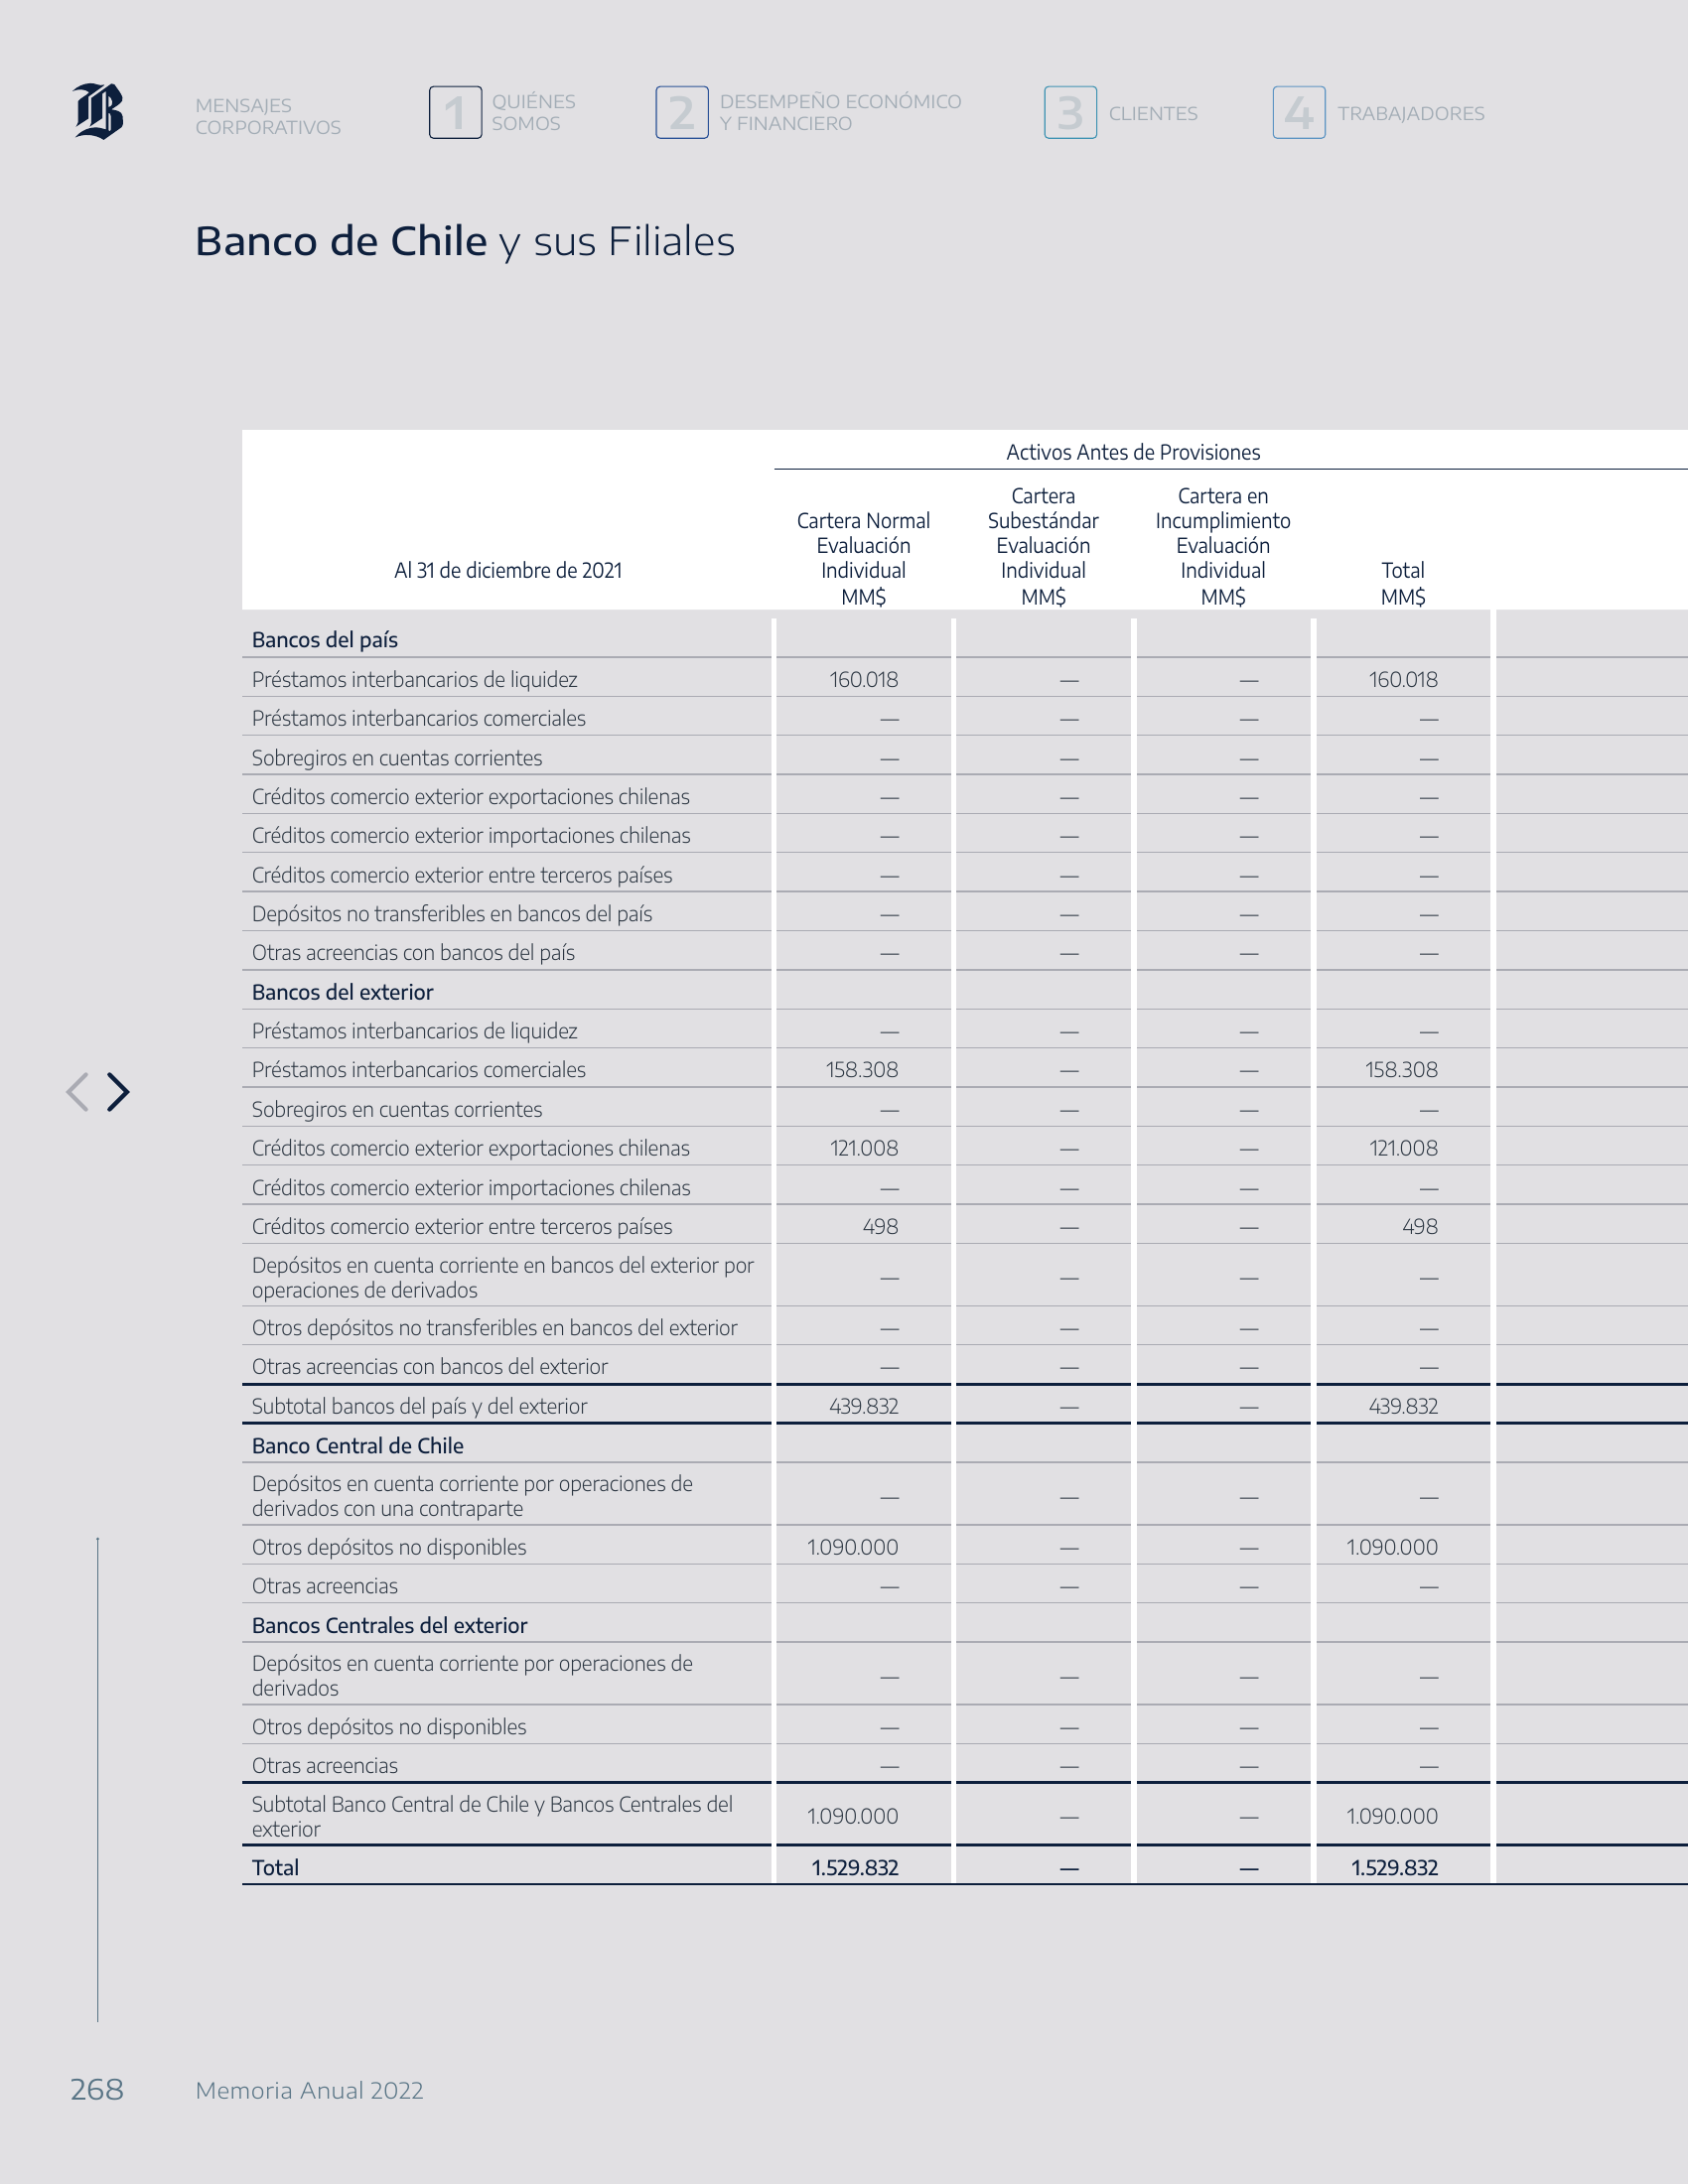 B
MENSAJES
CORPORATIVOS
1 QUIÉNES
SOMOS
2 DESEMPEÑO ECONÓMICO
Y FINANCIERO
3 CLIENTES
4 TRABAJADORES
Banco de Chile y sus Filiales
Activos Antes de Provisiones
Al 31 de diciembre de 2021
Cartera Normal
Evaluación
Individual
MM$
Cartera
Subestándar
Evaluación
Individual
MM$
Cartera en
Incumplimiento
Evaluación
Individual
MM$
Total
MM$
Bancos del país
Préstamos interbancarios de liquidez 160.018 — — 160.018
Préstamos interbancarios comerciales — — — —
Sobregiros en cuentas corrientes — — — —
Créditos comercio exterior exportaciones chilenas — — — —
Créditos comercio exterior importaciones chilenas — — — —
Créditos comercio exterior entre terceros países — — — —
Depósitos no transferibles en bancos del país — — — —
Otras acreencias con bancos del país — — — —
Bancos del exterior
Préstamos interbancarios de liquidez — — — —
Préstamos interbancarios comerciales 158.308 — — 158.308
Sobregiros en cuentas corrientes — — — —
Créditos comercio exterior exportaciones chilenas 121.008 — — 121.008
Créditos comercio exterior importaciones chilenas — — — —
Créditos comercio exterior entre terceros países 498 — — 498
Depósitos en cuenta corriente en bancos del exterior por
operaciones de derivados — — — —
Otros depósitos no transferibles en bancos del exterior — — — —
Otras acreencias con bancos del exterior — — — —
Subtotal bancos del país y del exterior 439.832 — — 439.832
Banco Central de Chile
Depósitos en cuenta corriente por operaciones de
derivados con una contraparte — — — —
Otros depósitos no disponibles 1.090.000 — — 1.090.000
Otras acreencias — — — —
Bancos Centrales del exterior
Depósitos en cuenta corriente por operaciones de
derivados — — — —
Otros depósitos no disponibles — — — —
Otras acreencias — — — —
Subtotal Banco Central de Chile y Bancos Centrales del
exterior 1.090.000 — — 1.090.000
Total 1.529.832 — — 1.529.832
268 Memoria Anual 2022